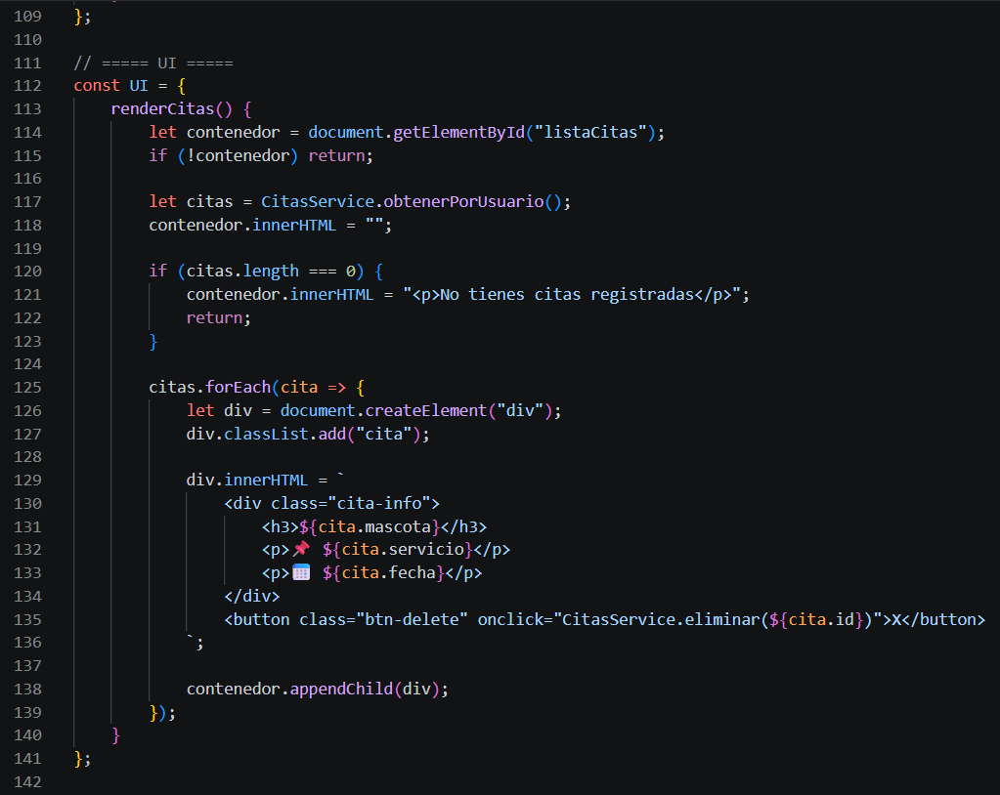 109 };
110
111 // ===== UI =====
112 const UI = {
113     renderCitas() {
114         let contenedor = document.getElementById("listaCitas");
115         if (!contenedor) return;
116
117         let citas = CitasService.obtenerPorUsuario();
118         contenedor.innerHTML = "";
119
120         if (citas.length === 0) {
121             contenedor.innerHTML = "<p>No tienes citas registradas</p>";
122             return;
123         }
124
125         citas.forEach(cita => {
126             let div = document.createElement("div");
127             div.classList.add("cita");
128
129             div.innerHTML = `
130                 <div class="cita-info">
131                     <h3>${cita.mascota}</h3>
132                     <p>📌 ${cita.servicio}</p>
133                     <p>📅 ${cita.fecha}</p>
134                 </div>
135                 <button class="btn-delete" onclick="CitasService.eliminar(${cita.id})">X</button>
136             `;
137
138             contenedor.appendChild(div);
139         });
140     }
141 };
142